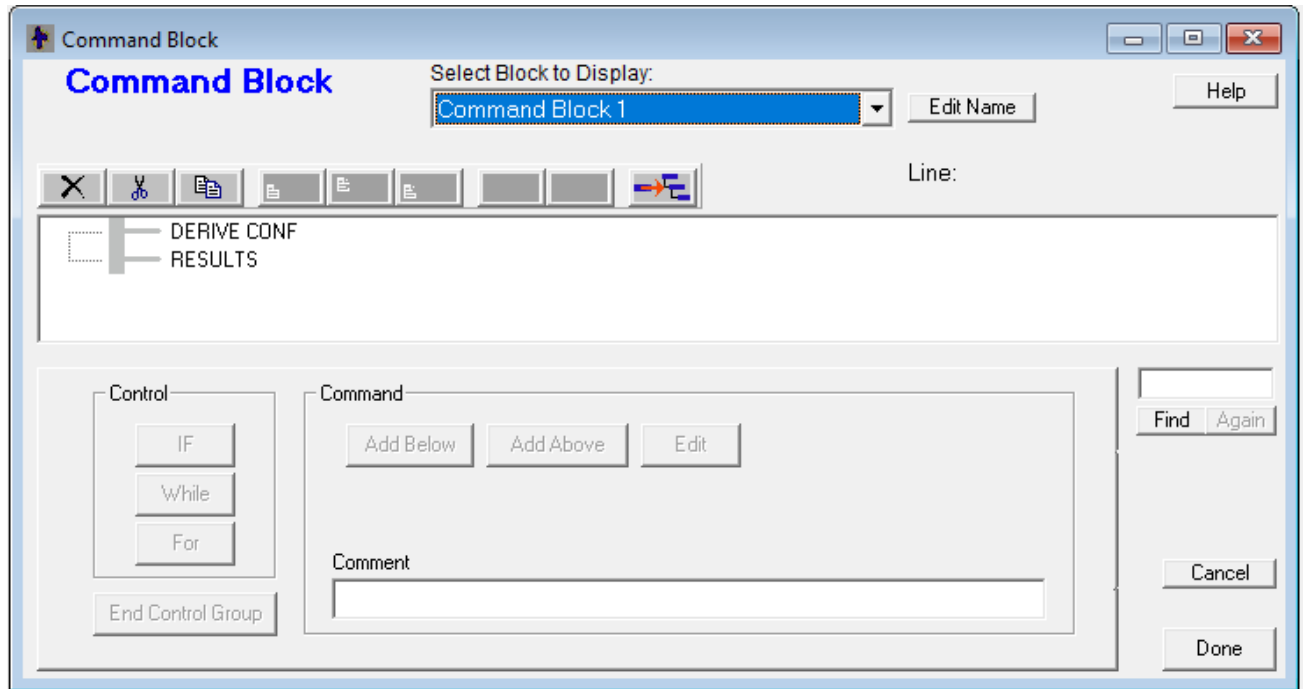 Command Block
Command Block
Select Block to Display:
Command Block 1
Edit Name
Help
Line:
DERIVE CONF
RESULTS
Control
IF
While
For
End Control Group
Command
Add Below
Add Above
Edit
Comment
Find
Again
Cancel
Done